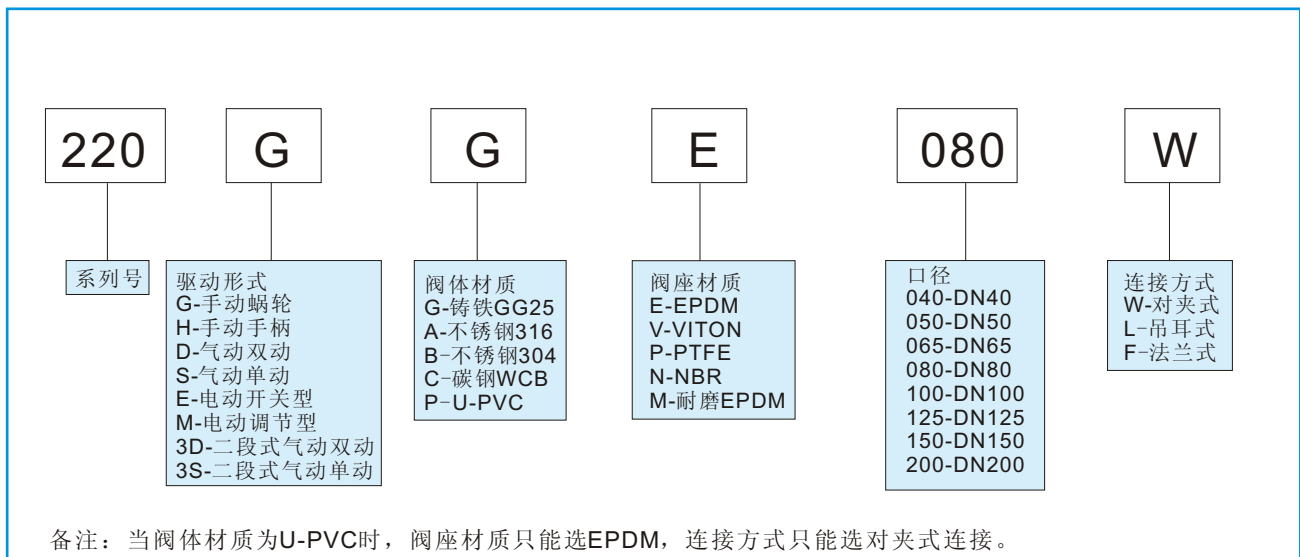 220 G G E 080 W
系列号
驱动形式
G-手动蜗轮
H-手动手柄
D-气动双动
S-气动单动
E-电动开关型
M-电动调节型
3D-二段式气动双动
3S-二段式气动单动
阀体材质
G-铸铁GG25
A-不锈钢316
B-不锈钢304
C-碳钢WCB
P-U-PVC
阀座材质
E-EPDM
V-VITON
P-PTFE
N-NBR
M-耐磨EPDM
口径
040-DN40
050-DN50
065-DN65
080-DN80
100-DN100
125-DN125
150-DN150
200-DN200
连接方式
W-对夹式
L-吊耳式
F-法兰式
备注：当阀体材质为U-PVC时，阀座材质只能选EPDM，连接方式只能选对夹式连接。